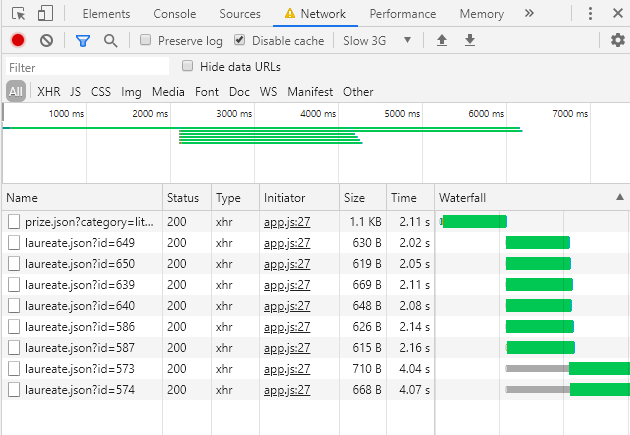 Elements Console Sources Network Performance Memory »
Preserve log Disable cache Slow 3G
Filter Hide data URLs
All XHR JS CSS Img Media Font Doc WS Manifest Other
1000 ms 2000 ms 3000 ms 4000 ms 5000 ms 6000 ms 7000 ms
Name Status Type Initiator Size Time Waterfall
prize.json?category=lit... 200 xhr app.js:27 1.1 KB 2.11 s
laureate.json?id=649 200 xhr app.js:27 630 B 2.02 s
laureate.json?id=650 200 xhr app.js:27 619 B 2.05 s
laureate.json?id=639 200 xhr app.js:27 669 B 2.11 s
laureate.json?id=640 200 xhr app.js:27 648 B 2.08 s
laureate.json?id=586 200 xhr app.js:27 626 B 2.14 s
laureate.json?id=587 200 xhr app.js:27 615 B 2.16 s
laureate.json?id=573 200 xhr app.js:27 710 B 4.04 s
laureate.json?id=574 200 xhr app.js:27 668 B 4.07 s